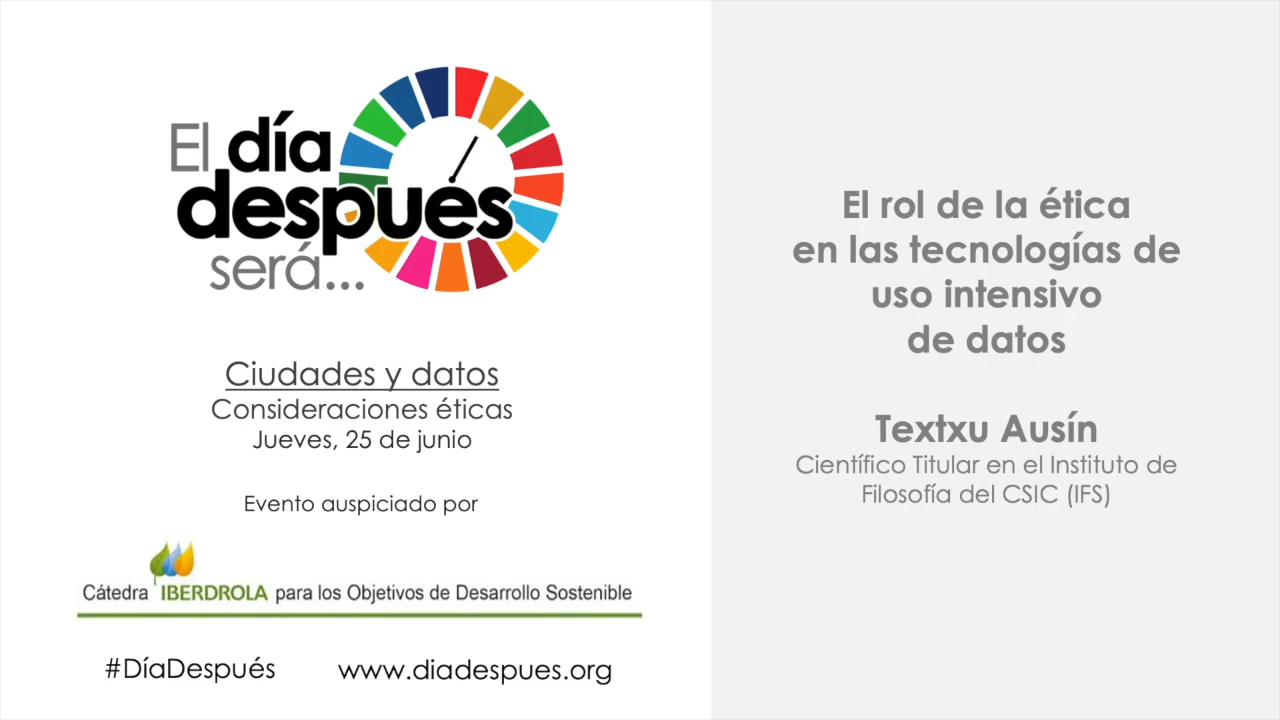 El día
después
será...
Ciudades y datos
Consideraciones éticas
Jueves, 25 de junio
Evento auspiciado por
Cátedra IBERDROLA para los Objetivos de Desarrollo Sostenible
#DíaDespués www.diadespues.org
El rol de la ética
en las tecnologías de
uso intensivo
de datos
Textxu Ausín
Científico Titular en el Instituto de
Filosofía del CSIC (IFS)